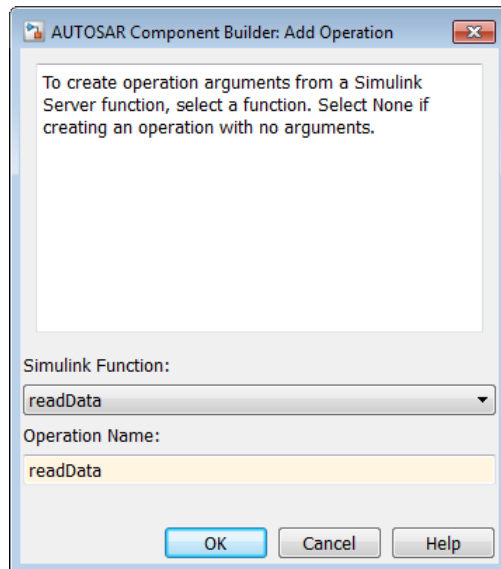 AUTOSAR Component Builder: Add Operation
To create operation arguments from a Simulink
Server function, select a function. Select None if
creating an operation with no arguments.
Simulink Function:
readData
Operation Name:
readData
OK Cancel Help